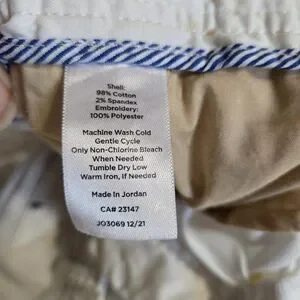 Shell:
98% Cotton
2% Spandex
Embroidery:
100% Polyester
Machine Wash Cold
Gentle Cycle
Only Non-Chlorine Bleach
When Needed
Tumble Dry Low
Warm Iron, If Needed
Made In Jordan
CA# 23147
JO3069 12/21